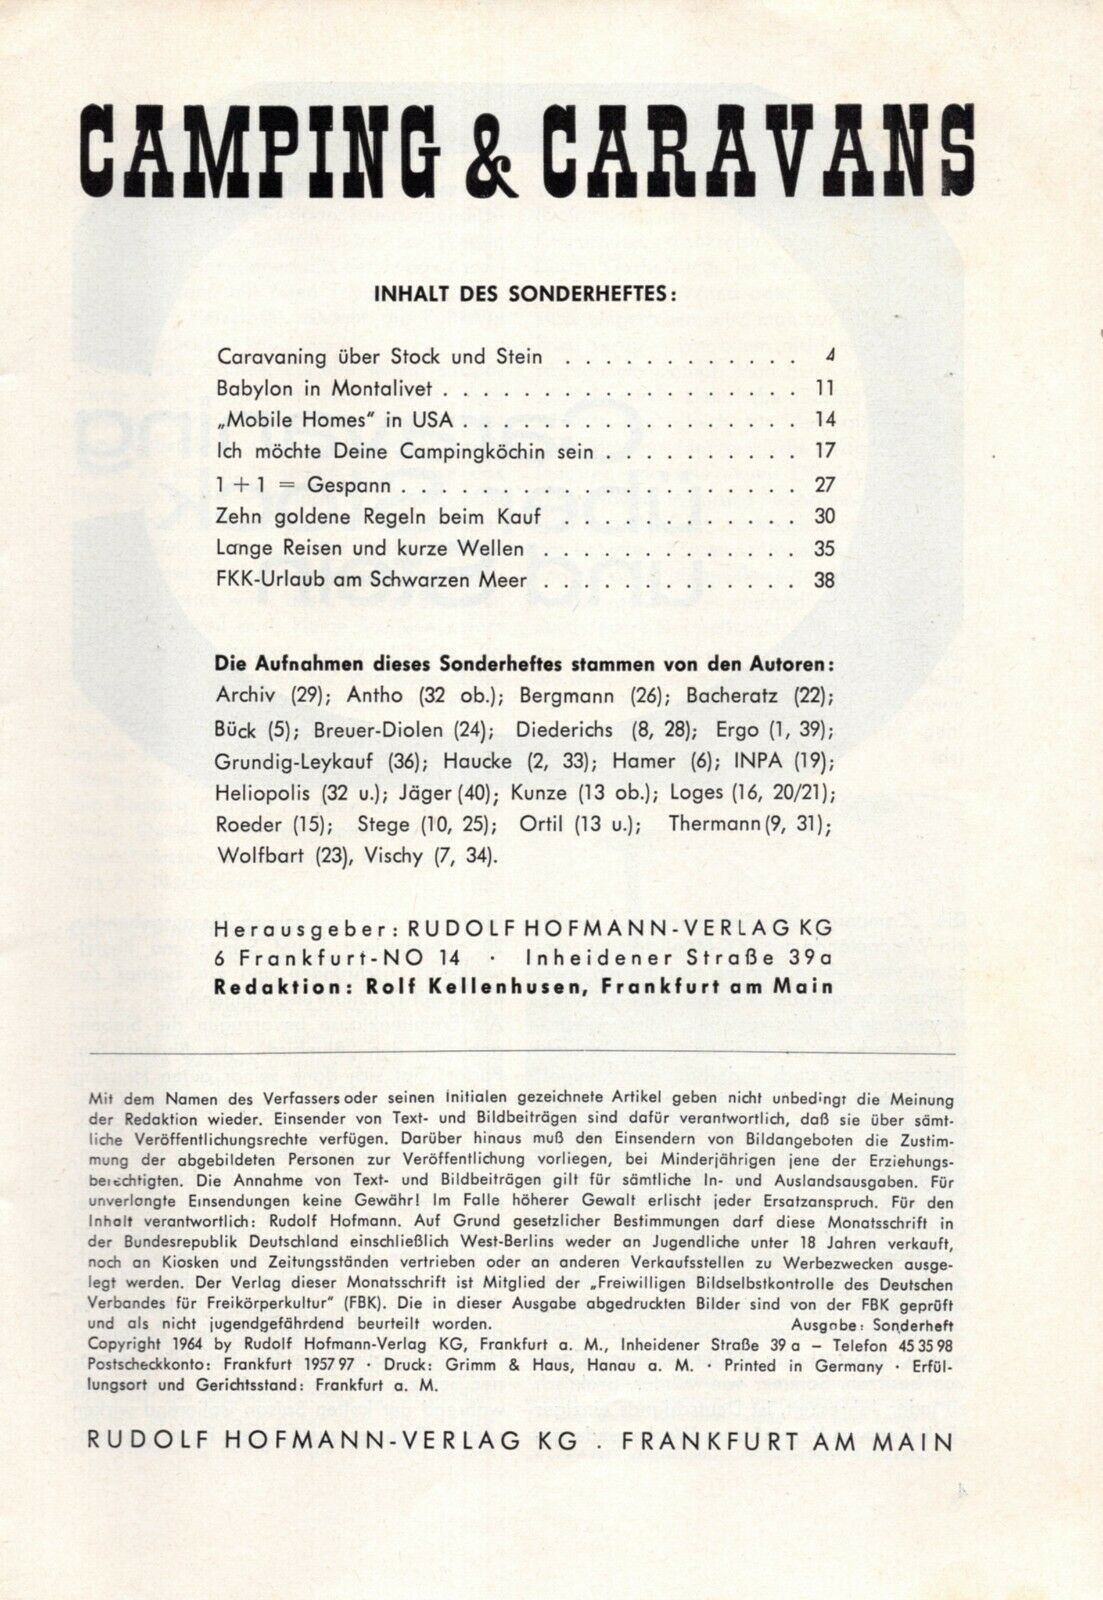 CAMPING & CARAVANS
INHALT DES SONDERHEFTES:
Caravaning über Stock und Stein . . . . . . . . . . . . 4
Babylon in Montalivet . . . . . . . . . . . . . . . . . . 11
„Mobile Homes“ in USA . . . . . . . . . . . . . . . . . 14
Ich möchte Deine Campingköchin sein . . . . . . . . . . 17
1 + 1 = Gespann . . . . . . . . . . . . . . . . . . . . 27
Zehn goldene Regeln beim Kauf . . . . . . . . . . . . 30
Lange Reisen und kurze Wellen . . . . . . . . . . . . . 35
FKK-Urlaub am Schwarzen Meer . . . . . . . . . . . . . 38
Die Aufnahmen dieses Sonderheftes stammen von den Autoren:
Archiv (29); Antho (32 ob.); Bergmann (26); Bacheratz (22);
Bück (5); Breuer-Diolen (24); Diederichs (8, 28); Ergo (1, 39);
Grundig-Leykauf (36); Haucke (2, 33); Hamer (6); INPA (19);
Heliopolis (32 u.); Jäger (40); Kunze (13 ob.); Loges (16, 20/21);
Roeder (15); Stege (10, 25); Ortil (13 u.); Thermann (9, 31);
Wolfbart (23), Vischy (7, 34).
Herausgeber: RUDOLF HOFMANN-VERLAG KG
6 Frankfurt-NO 14 · Inheidener Straße 39a
Redaktion: Rolf Kellenhusen, Frankfurt am Main
Mit dem Namen des Verfassers oder seinen Initialen gezeichnete Artikel geben nicht unbedingt die Meinung
der Redaktion wieder. Einsender von Text- und Bildbeiträgen sind dafür verantwortlich, daß sie über sämt-
liche Veröffentlichungsrechte verfügen. Darüber hinaus muß den Einsendern von Bildangeboten die Zustim-
mung der abgebildeten Personen zur Veröffentlichung vorliegen, bei Minderjährigen jene der Erziehungs-
berechtigten. Die Annahme von Text- und Bildbeiträgen gilt für sämtliche In- und Auslandsausgaben. Für
unverlangte Einsendungen keine Gewähr! Im Falle höherer Gewalt erlischt jeder Ersatzanspruch. Für den
Inhalt verantwortlich: Rudolf Hofmann. Auf Grund gesetzlicher Bestimmungen darf diese Monatsschrift in
der Bundesrepublik Deutschland einschließlich West-Berlins weder an Jugendliche unter 18 Jahren verkauft,
noch an Kiosken und Zeitungsständen vertrieben oder an anderen Verkaufsstellen zu Werbezwecken ausge-
legt werden. Der Verlag dieser Monatsschrift ist Mitglied der „Freiwilligen Bildselbstkontrolle des Deutschen
Verbandes für Freikörperkultur“ (FBK). Die in dieser Ausgabe abgedruckten Bilder sind von der FBK geprüft
und als nicht jugendgefährdend beurteilt worden. Ausgabe: Sonderheft
Copyright 1964 by Rudolf Hofmann-Verlag KG, Frankfurt a. M., Inheidener Straße 39 a – Telefon 45 35 98
Postscheckkonto: Frankfurt 1957 97 · Druck: Grimm & Haus, Hanau a. M. · Printed in Germany · Erfül-
lungsort und Gerichtsstand: Frankfurt a. M.
RUDOLF HOFMANN-VERLAG KG . FRANKFURT AM MAIN